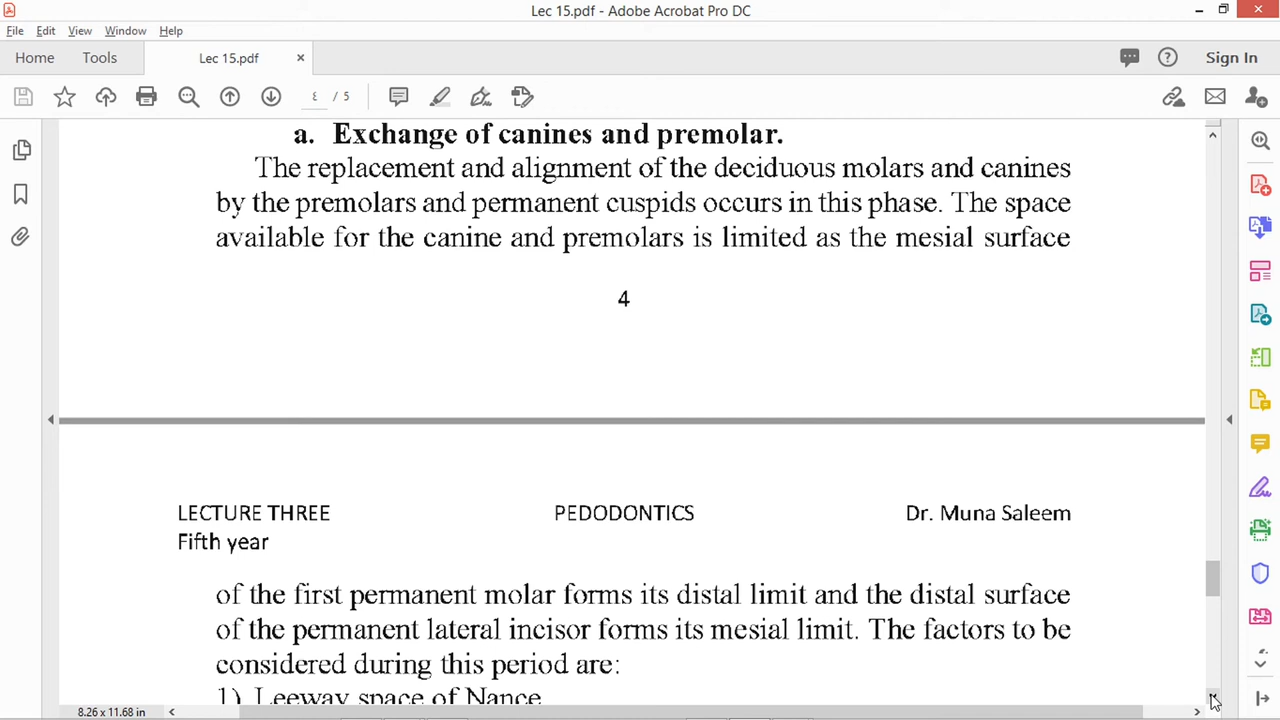 Lec 15.pdf - Adobe Acrobat Pro DC
File Edit View Window Help
Home Tools Lec 15.pdf × Sign In
٤ / 5
a. Exchange of canines and premolar.
The replacement and alignment of the deciduous molars and canines
by the premolars and permanent cuspids occurs in this phase. The space
available for the canine and premolars is limited as the mesial surface
4
LECTURE THREE PEDODONTICS Dr. Muna Saleem
Fifth year
of the first permanent molar forms its distal limit and the distal surface
of the permanent lateral incisor forms its mesial limit. The factors to be
considered during this period are:
1) Leeway space of Nance
8.26 x 11.68 in